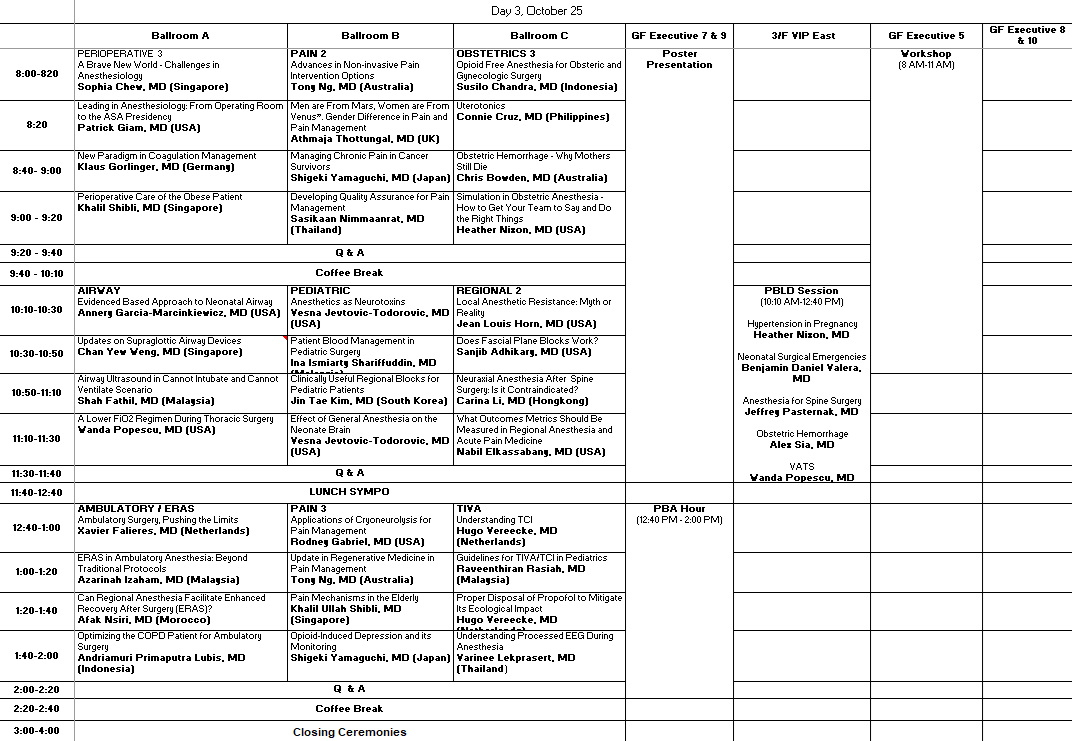 Day 3, October 25
Ballroom A
Ballroom B
Ballroom C
GF Executive 7 & 9
3/F VIP East
GF Executive 5
GF Executive 8
& 10
8:00-820
PERIOPERATIVE 3
A Brave New World - Challenges in
Anesthesiology
Sophia Chew, MD (Singapore)
PAIN 2
Advances in Non-invasive Pain
Intervention Options
Tong Ng, MD (Australia)
OBSTETRICS 3
Opioid Free Anesthesia for Obsteric and
Gynecologic Surgery
Susilo Chandra, MD (Indonesia)
Poster
Presentation
Workshop
(8 AM-11 AM)
8:20
Leading in Anesthesiology: From Operating Room
to the ASA Presidency
Patrick Giam, MD (USA)
Men are From Mars, Women are From
Venus". Gender Difference in Pain and
Pain Management
Athmaja Thottungal, MD (UK)
Uterotonics
Connie Cruz, MD (Philippines)
8:40- 9:00
New Paradigm in Coagulation Management
Klaus Gorlinger, MD (Germany)
Managing Chronic Pain in Cancer
Survivors
Shigeki Yamaguchi, MD (Japan)
Obstetric Hemorrhage - Why Mothers
Still Die
Chris Bowden, MD (Australia)
9:00 - 9:20
Perioperative Care of the Obese Patient
Khalil Shibli, MD (Singapore)
Developing Quality Assurance for Pain
Management
Sasikaan Nimmaanrat, MD
(Thailand)
Simulation in Obstetric Anesthesia -
How to Get Your Team to Say and Do
the Right Things
Heather Nixon, MD (USA)
9:20 - 9:40
Q & A
9:40 - 10:10
Coffee Break
10:10-10:30
AIRWAY
Evidenced Based Approach to Neonatal Airway
Annery Garcia-Marcinkiewicz, MD (USA)
PEDIATRIC
Anesthetics as Neurotoxins
Vesna Jevtovic-Todorovic, MD
(USA)
REGIONAL 2
Local Anesthetic Resistance: Myth or
Reality
Jean Louis Horn, MD (USA)
PBLD Session
(10:10 AM-12:40 PM)
Hypertension in Pregnancy
Heather Nixon, MD
Neonatal Surgical Emergencies
Benjamin Daniel Valera,
MD
Anesthesia for Spine Surgery
Jeffrey Pasternak, MD
Obstetric Hemorrhage
Alex Sia, MD
VATS
Wanda Popescu, MD
10:30-10:50
Updates on Supraglottic Airway Devices
Chan Yew Weng, MD (Singapore)
Patient Blood Management in
Pediatric Surgery
Ina Ismiarty Shariffuddin, MD
Does Fascial Plane Blocks Work?
Sanjib Adhikary, MD (USA)
10:50-11:10
Airway Ultrasound in Cannot Intubate and Cannot
Ventilate Scenario
Shah Fathil, MD (Malaysia)
Clinically Useful Regional Blocks for
Pediatric Patients
Jin Tae Kim, MD (South Korea)
Neuraxial Anesthesia After Spine
Surgery: Is it Contraindicated?
Carina Li, MD (Hongkong)
11:10-11:30
A Lower FiO2 Regimen During Thoracic Surgery
Wanda Popescu, MD (USA)
Effect of General Anesthesia on the
Neonate Brain
Vesna Jevtovic-Todorovic, MD
(USA)
What Outcomes Metrics Should Be
Measured in Regional Anesthesia and
Acute Pain Medicine
Nabil Elkassabang, MD (USA)
11:30-11:40
Q & A
11:40-12:40
LUNCH SYMPO
12:40-1:00
AMBULATORY / ERAS
Ambulatory Surgery, Pushing the Limits
Xavier Falieres, MD (Netherlands)
PAIN 3
Applications of Cryoneurolysis for
Pain Management
Rodney Gabriel, MD (USA)
TIVA
Understanding TCI
Hugo Vereecke, MD
(Netherlands)
PBA Hour
(12:40 PM - 2:00 PM)
1:00-1:20
ERAS in Ambulatory Anesthesia: Beyond
Traditional Protocols
Azarinah Izaham, MD (Malaysia)
Update in Regenerative Medicine in
Pain Management
Tong Ng, MD (Australia)
Guidelines for TIVA/TCI in Pediatrics
Raveenthiran Rasiah, MD
(Malaysia)
1:20-1:40
Can Regional Anesthesia Facilitate Enhanced
Recovery After Surgery (ERAS)?
Afak Nsiri, MD (Morocco)
Pain Mechanisms in the Elderly
Khalil Ullah Shibli, MD
(Singapore)
Proper Disposal of Propofol to Mitigate
Its Ecological Impact
Hugo Vereecke, MD
1:40-2:00
Optimizing the COPD Patient for Ambulatory
Surgery
Andriamuri Primaputra Lubis, MD
(Indonesia)
Opioid-Induced Depression and its
Monitoring
Shigeki Yamaguchi, MD (Japan)
Understanding Processed EEG During
Anesthesia
Varinee Lekprasert, MD
(Thailand)
2:00-2:20
Q & A
2:20-2:40
Coffee Break
3:00-4:00
Closing Ceremonies